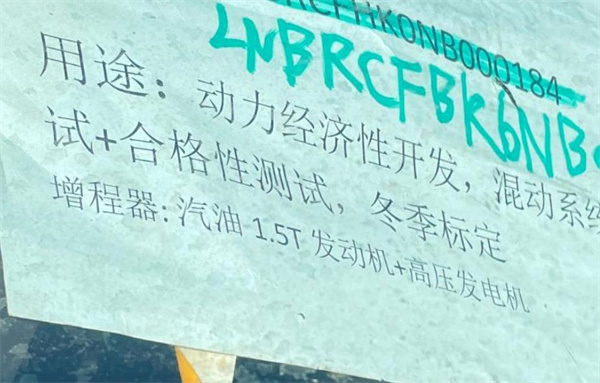 RCFHK0NB000184
LNBRCFBK6NB
用途：动力经济性开发，混动系统
试+合格性测试，冬季标定
增程器: 汽油 1.5T 发动机+高压发电机